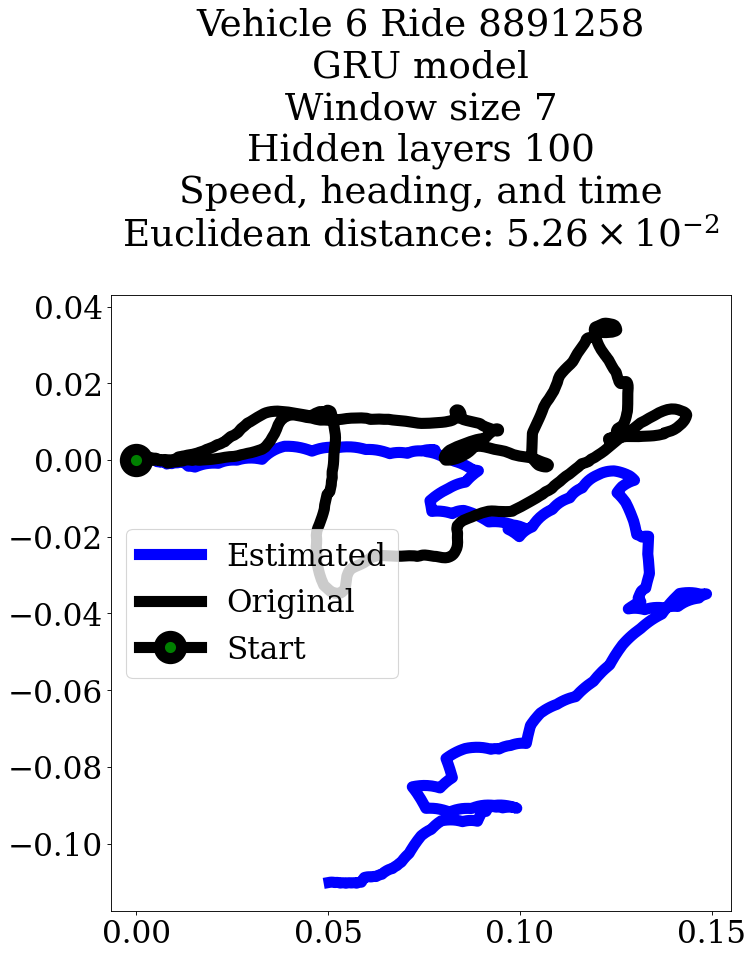 Vehicle 6 Ride 8891258
GRU model
Window size 7
Hidden layers 100
Speed, heading, and time
Euclidean distance: 5.26 × 10⁻²
0.04
0.02
0.00
−0.02
−0.04
−0.06
−0.08
−0.10
Estimated
Original
Start
0.00 0.05 0.10 0.15